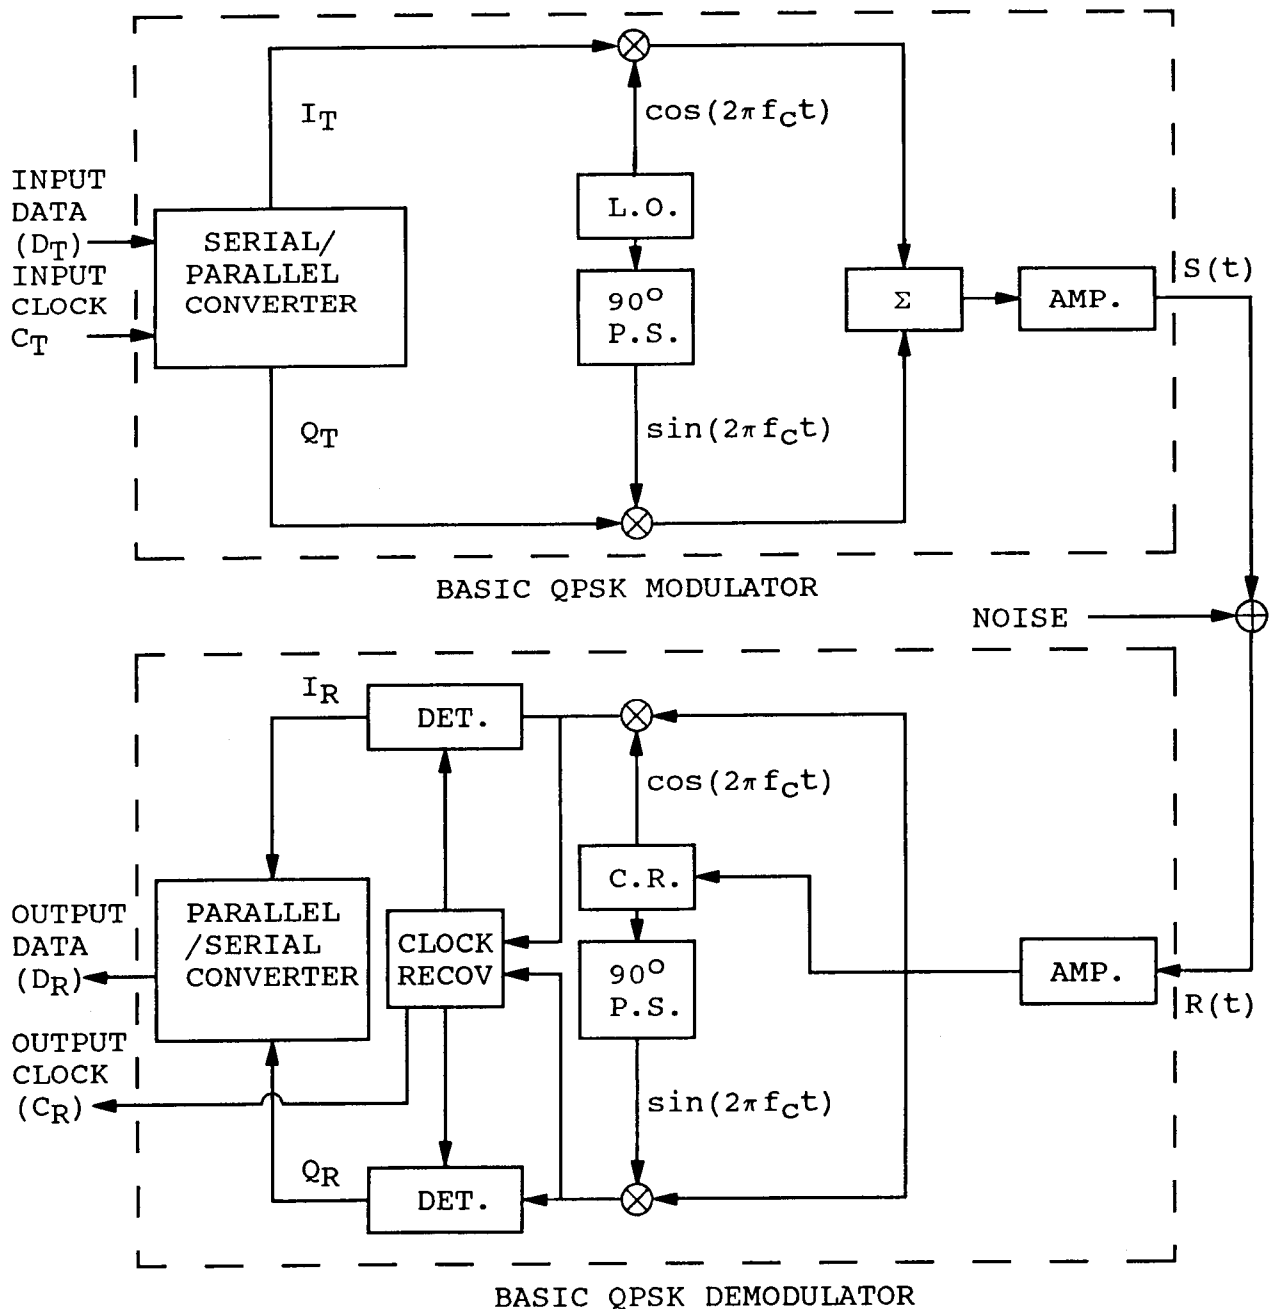 I_T
cos(2πf_Ct)
INPUT
DATA
(D_T)
INPUT
CLOCK
C_T
SERIAL/
PARALLEL
CONVERTER
L.O.
90°
P.S.
Σ
AMP.
S(t)
Q_T
sin(2πf_Ct)
BASIC QPSK MODULATOR
NOISE
I_R
DET.
cos(2πf_Ct)
C.R.
OUTPUT
DATA
(D_R)
OUTPUT
CLOCK
(C_R)
PARALLEL
/SERIAL
CONVERTER
CLOCK
RECOV
90°
P.S.
AMP.
R(t)
sin(2πf_Ct)
Q_R
DET.
BASIC QPSK DEMODULATOR